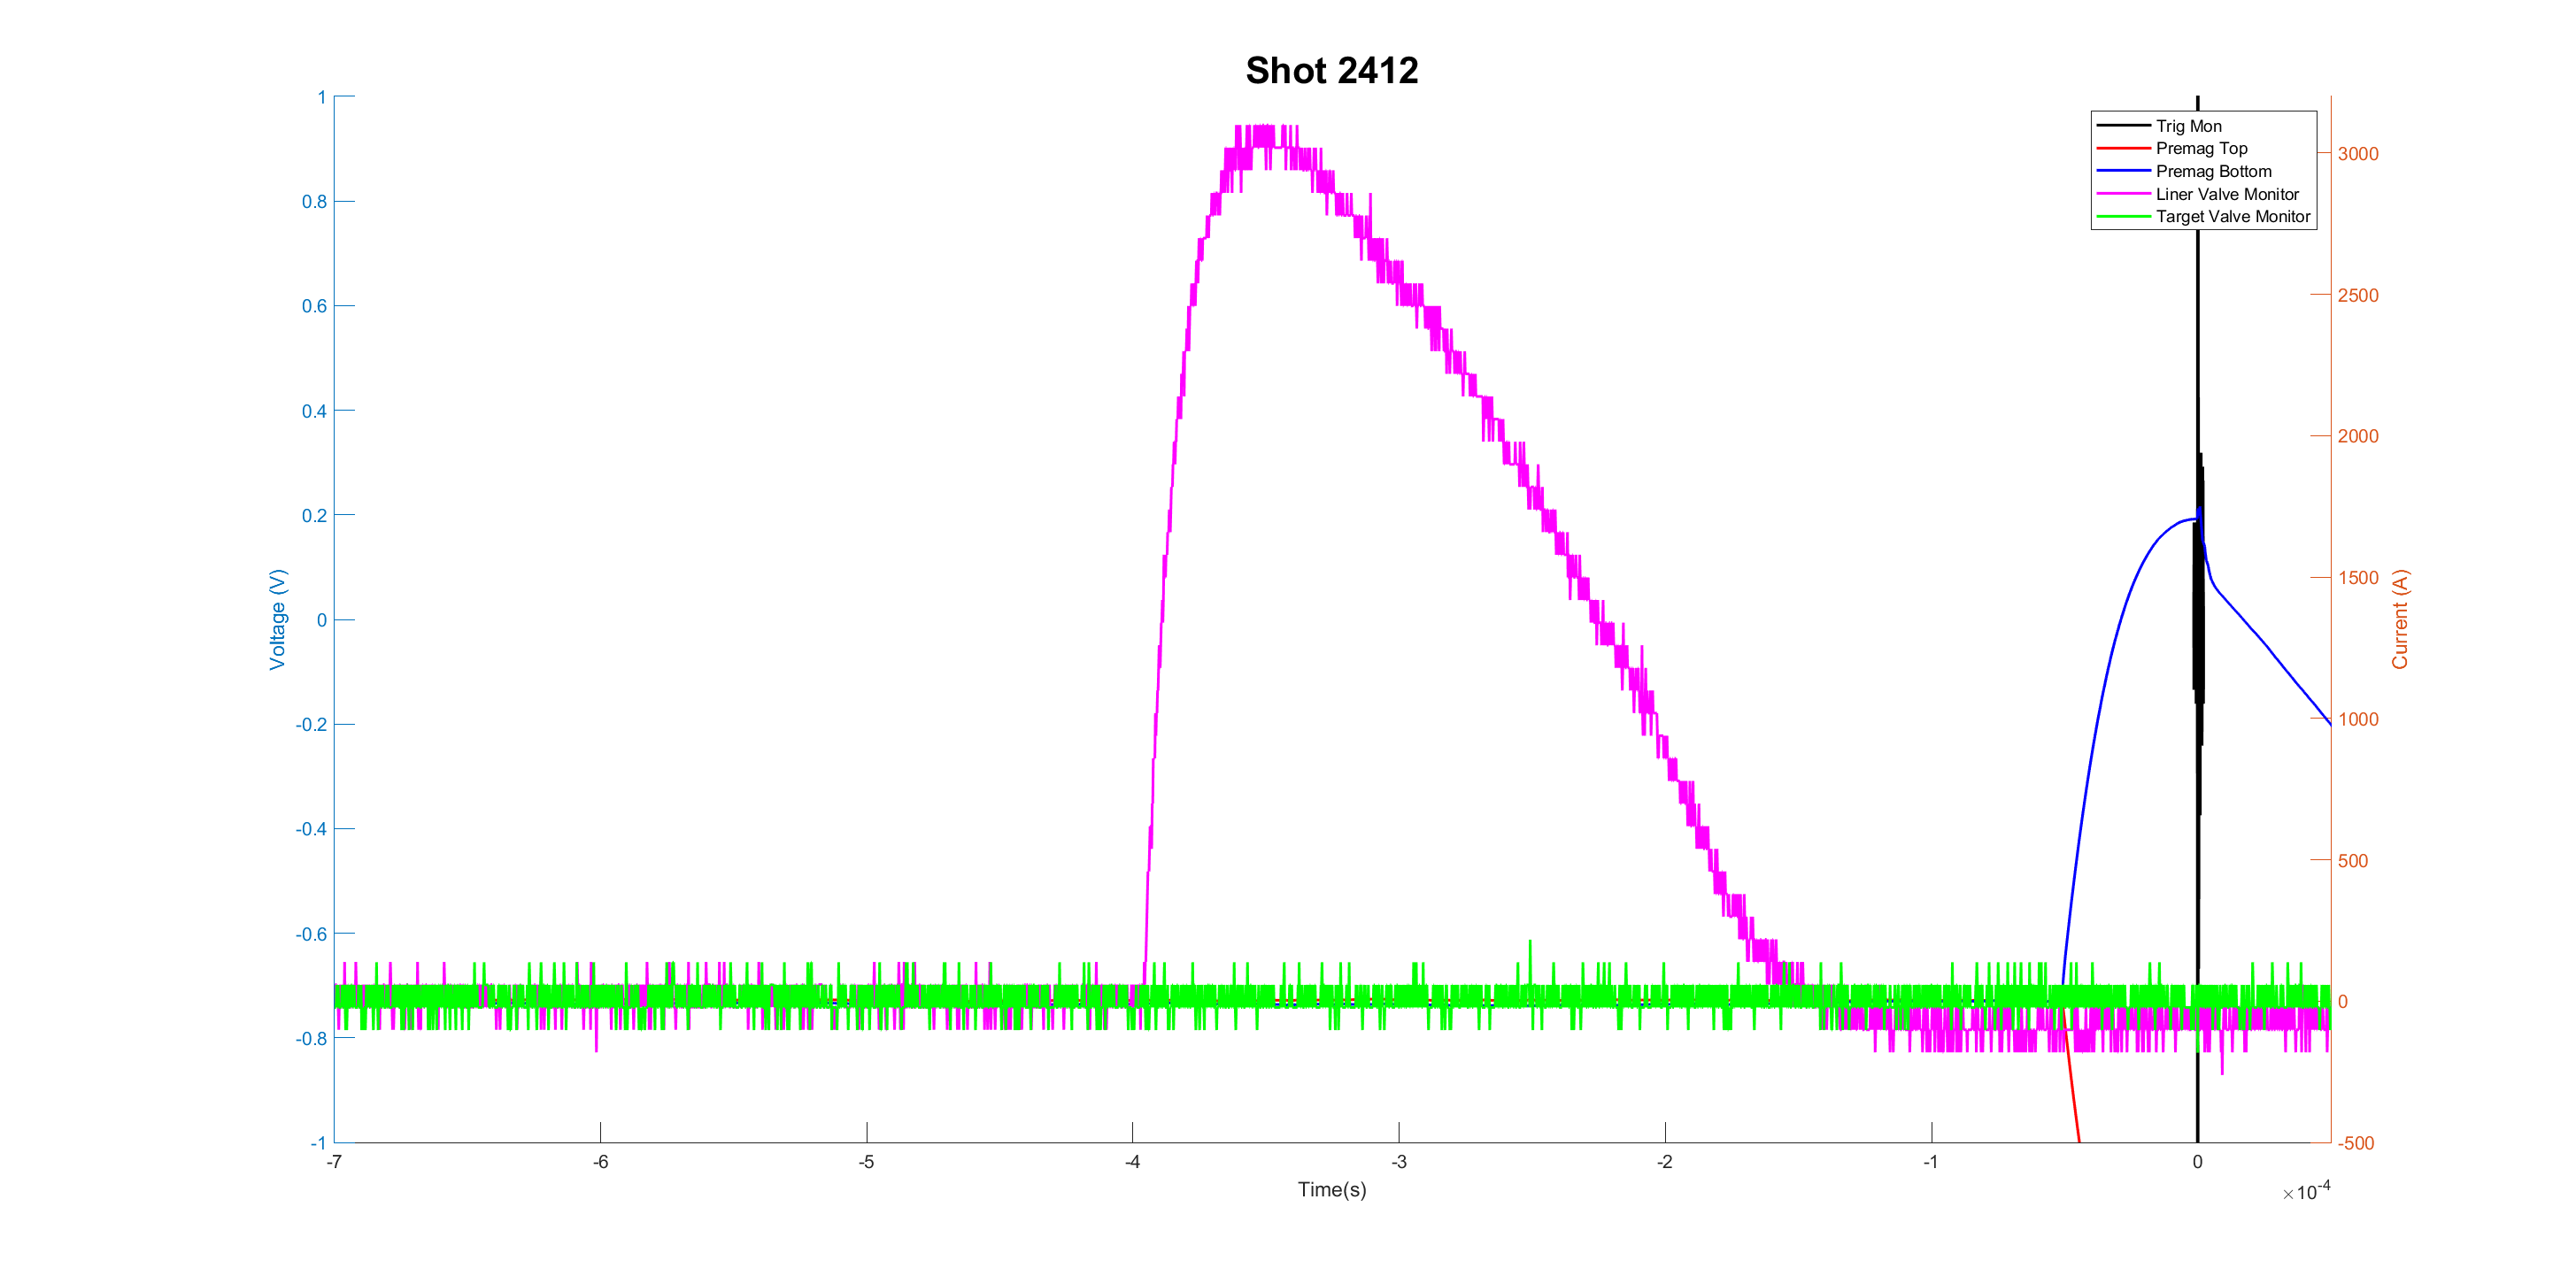 Shot 2412
1
0.8
0.6
0.4
0.2
0
-0.2
-0.4
-0.6
-0.8
-1
Voltage (V)
Trig Mon
Premag Top
Premag Bottom
Liner Valve Monitor
Target Valve Monitor
3000
2500
2000
1500
1000
500
0
-500
Current (A)
-7 -6 -5 -4 -3 -2 -1 0
Time(s)
×10-4